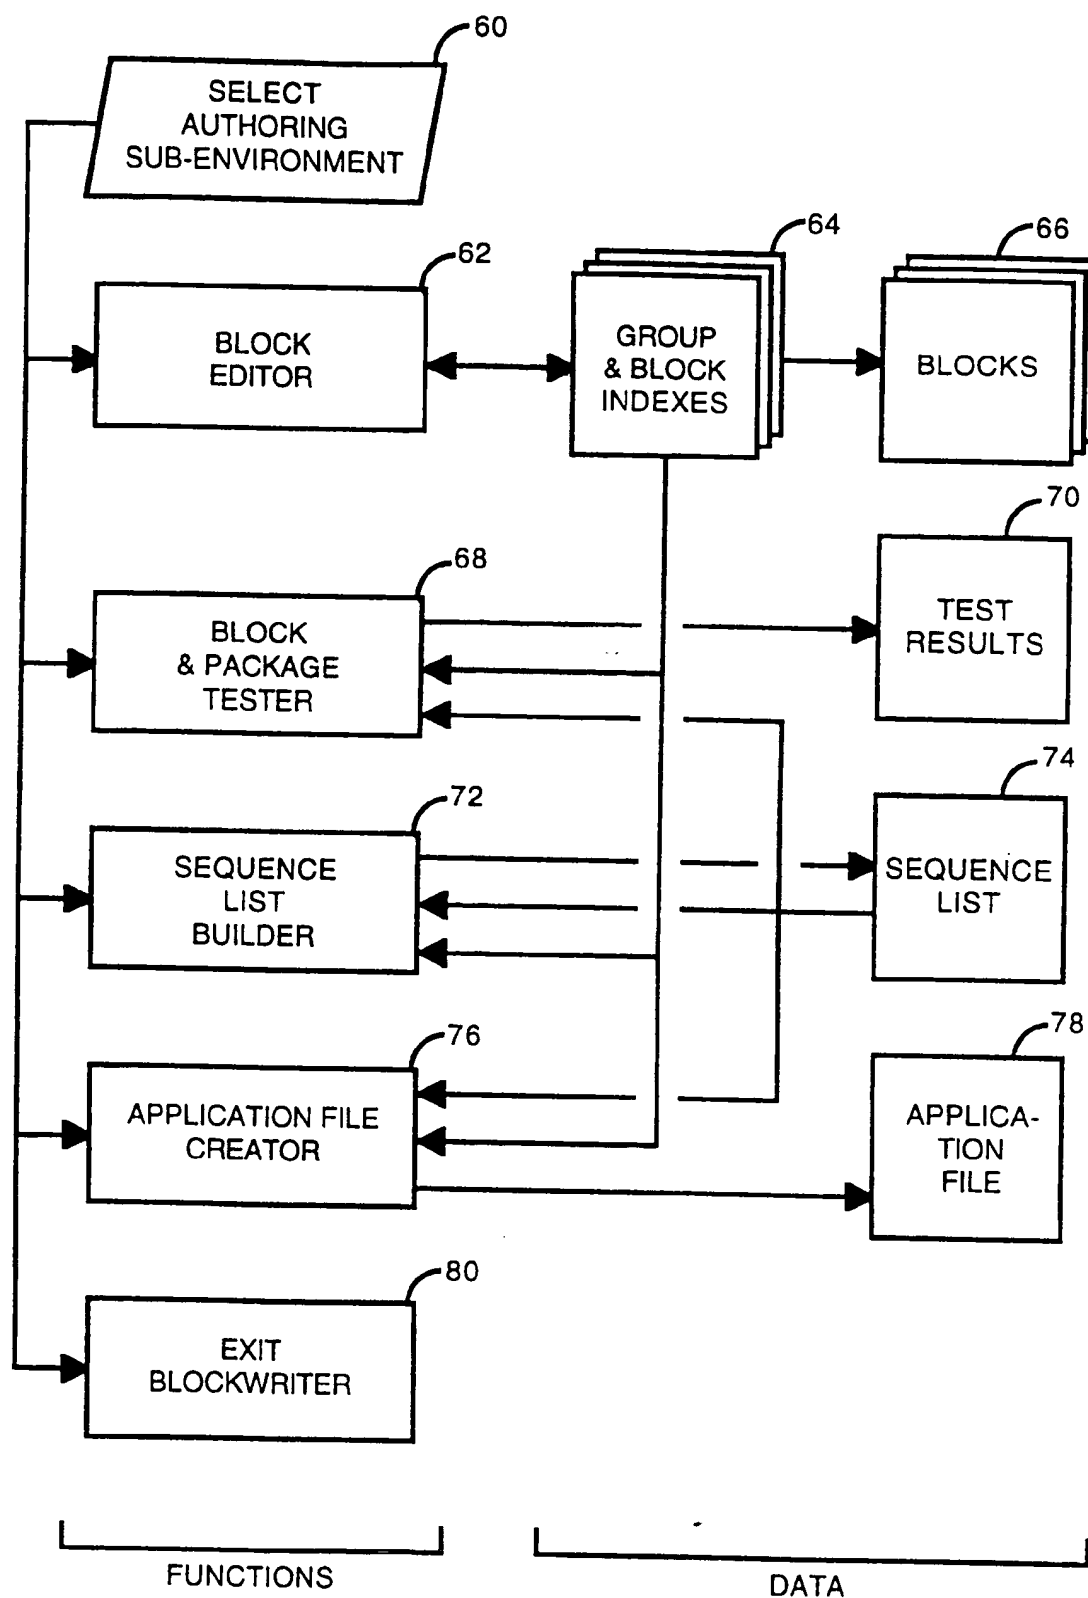 60
SELECT
AUTHORING
SUB-ENVIRONMENT
62
BLOCK
EDITOR
64
GROUP
& BLOCK
INDEXES
66
BLOCKS
68
BLOCK
& PACKAGE
TESTER
70
TEST
RESULTS
72
SEQUENCE
LIST
BUILDER
74
SEQUENCE
LIST
76
APPLICATION FILE
CREATOR
78
APPLICA-
TION
FILE
80
EXIT
BLOCKWRITER
FUNCTIONS
DATA